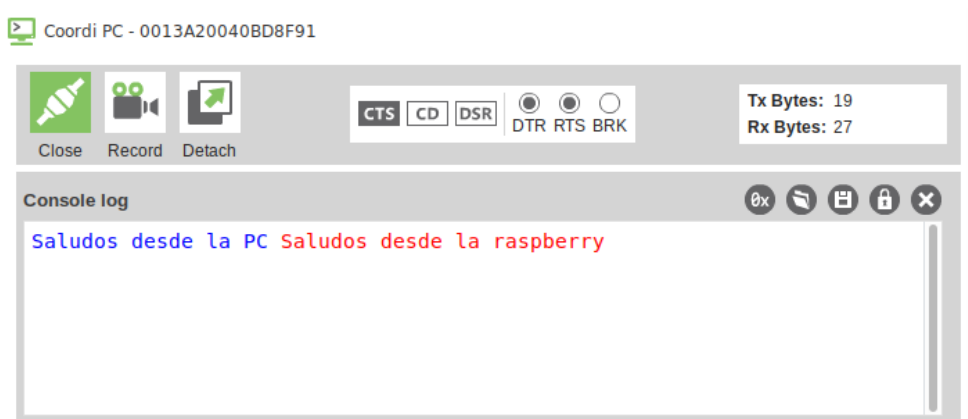 Coordi PC - 0013A20040BD8F91
CTS CD DSR
DTR RTS BRK
Tx Bytes: 19
Rx Bytes: 27
Close Record Detach
Console log
0x
Saludos desde la PC Saludos desde la raspberry